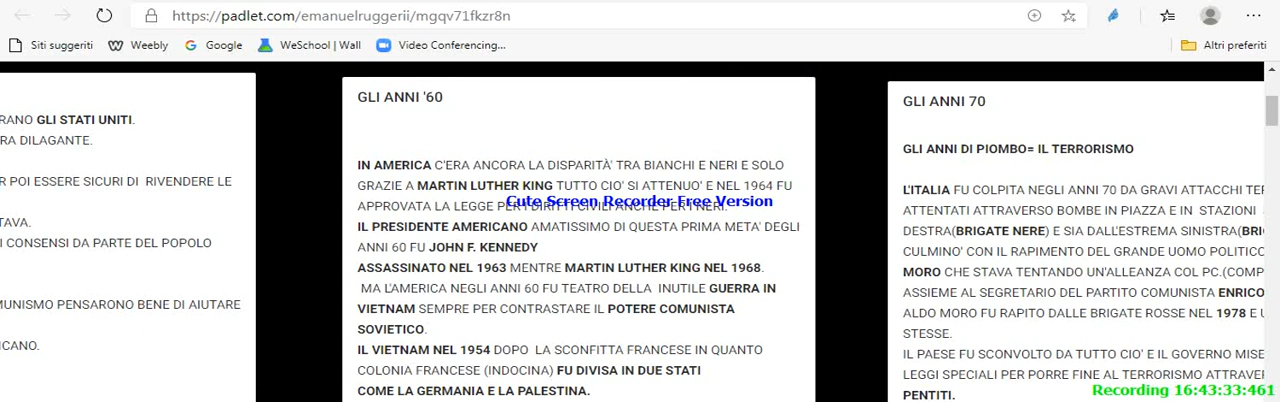 https://padlet.com/emanuelruggerii/mgqv71fkzr8n
Siti suggeriti
Weebly
Google
WeSchool | Wall
Video Conferencing...
Altri preferiti
RANO GLI STATI UNITI.
RA DILAGANTE.
R POI ESSERE SICURI DI RIVENDERE LE
TAVA.
I CONSENSI DA PARTE DEL POPOLO
MUNISMO PENSARONO BENE DI AIUTARE
ICANO.
GLI ANNI '60
IN AMERICA C'ERA ANCORA LA DISPARITÀ' TRA BIANCHI E NERI E SOLO
GRAZIE A MARTIN LUTHER KING TUTTO CIO' SI ATTENUO' E NEL 1964 FU
APPROVATA LA LEGGE PER I DIRITTI CIVILI ANCHE PER I NERI.
IL PRESIDENTE AMERICANO AMATISSIMO DI QUESTA PRIMA META' DEGLI
ANNI 60 FU JOHN F. KENNEDY
ASSASSINATO NEL 1963 MENTRE MARTIN LUTHER KING NEL 1968.
MA L'AMERICA NEGLI ANNI 60 FU TEATRO DELLA INUTILE GUERRA IN
VIETNAM SEMPRE PER CONTRASTARE IL POTERE COMUNISTA
SOVIETICO.
IL VIETNAM NEL 1954 DOPO LA SCONFITTA FRANCESE IN QUANTO
COLONIA FRANCESE (INDOCINA) FU DIVISA IN DUE STATI
COME LA GERMANIA E LA PALESTINA.
Cute Screen Recorder Free Version
GLI ANNI 70
GLI ANNI DI PIOMBO= IL TERRORISMO
L'ITALIA FU COLPITA NEGLI ANNI 70 DA GRAVI ATTACCHI TER
ATTENTATI ATTRAVERSO BOMBE IN PIAZZA E IN STAZIONI
DESTRA(BRIGATE NERE) E SIA DALL'ESTREMA SINISTRA(BRI
CULMINO' CON IL RAPIMENTO DEL GRANDE UOMO POLITICO
MORO CHE STAVA TENTANDO UN'ALLEANZA COL PC.(COMP
ASSIEME AL SEGRETARIO DEL PARTITO COMUNISTA ENRICO
ALDO MORO FU RAPITO DALLE BRIGATE ROSSE NEL 1978 E U
STESSE.
IL PAESE FU SCONVOLTO DA TUTTO CIO' E IL GOVERNO MISE
LEGGI SPECIALI PER PORRE FINE AL TERRORISMO ATTRAVE
PENTITI.
Recording 16:43:33:461